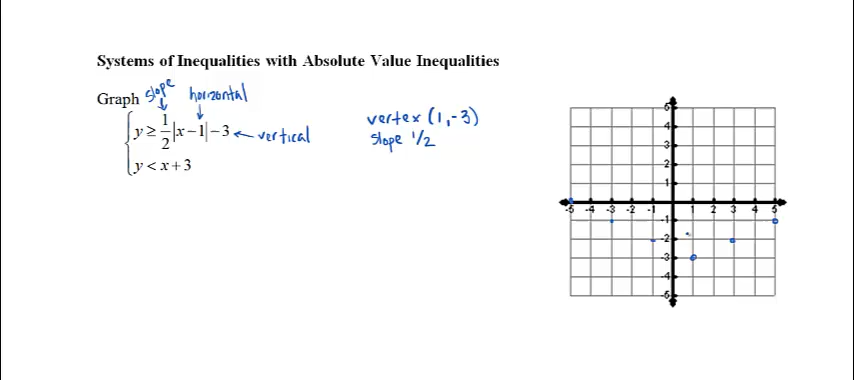 Systems of Inequalities with Absolute Value Inequalities
slope horizontal
Graph
y ≥ 1/2|x−1|−3 vertical
y < x+3
vertex (1,-3)
slope 1/2
5
4
3
2
1
-5 -4 -3 -2 -1 1 2 3 4 5
-1
-2
-3
-4
-5